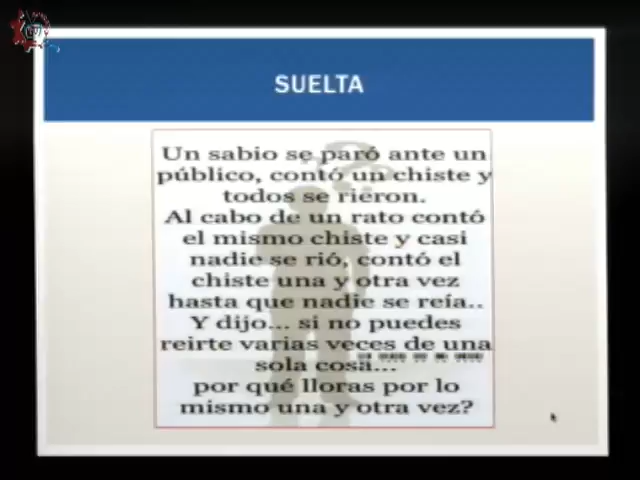 SUELTA
Un sabio se paró ante un
público, contó un chiste y
todos se rieron.
Al cabo de un rato contó
el mismo chiste y casi
nadie se rió, contó el
chiste una y otra vez
hasta que nadie se reía..
Y dijo... si no puedes
reirte varias veces de una
sola cosa...
por qué lloras por lo
mismo una y otra vez?